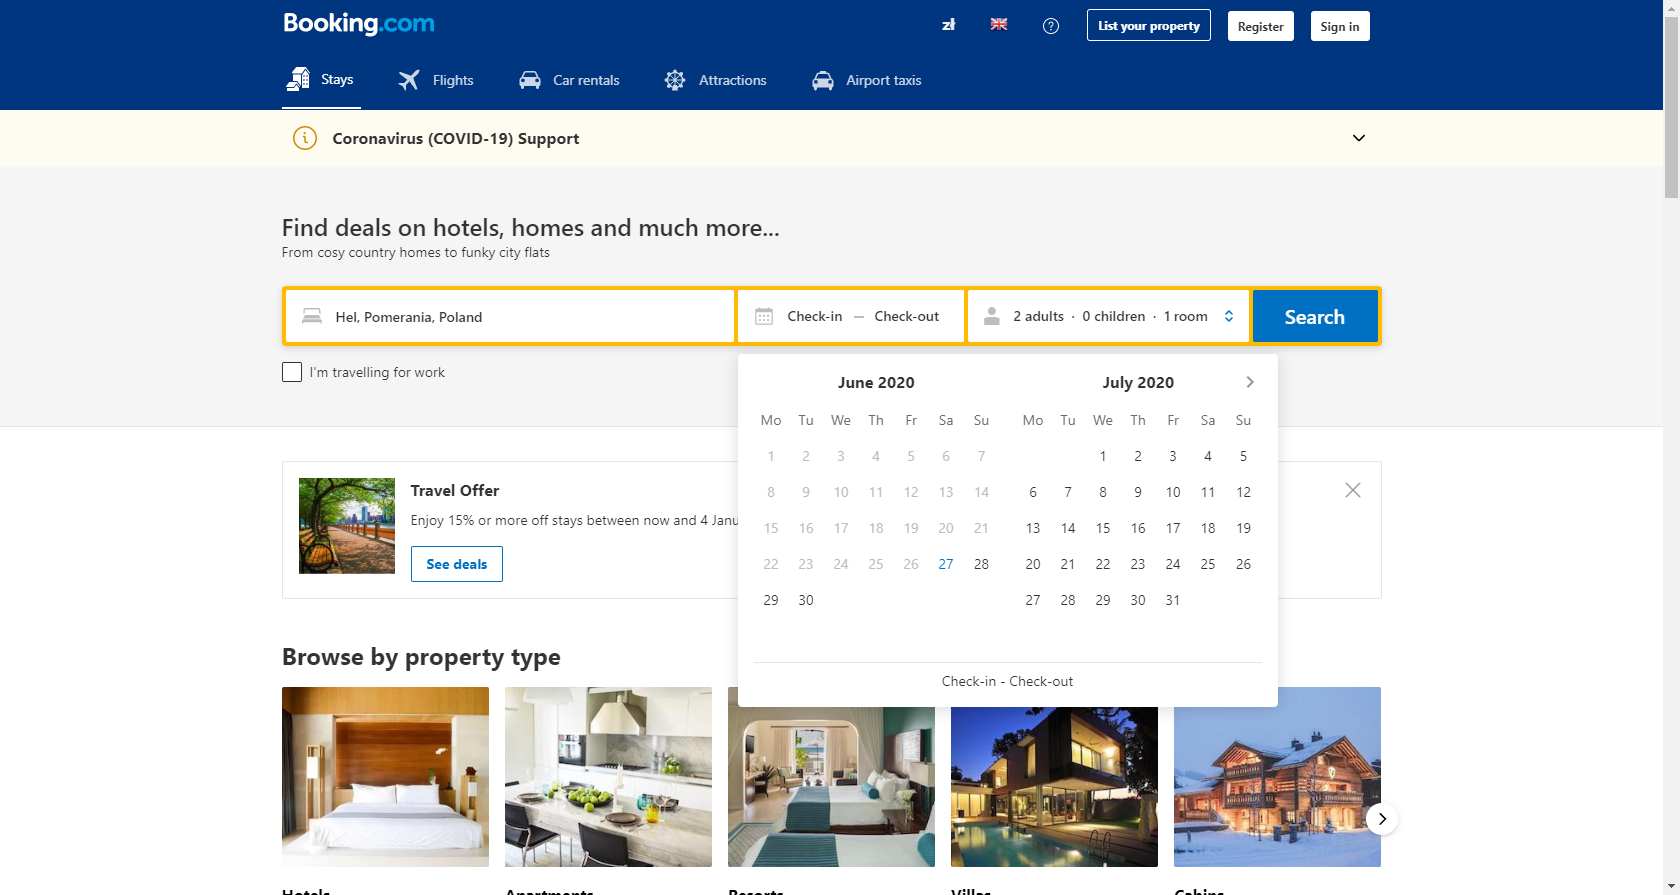 Booking.com
zł
List your property
Register
Sign in
Stays
Flights
Car rentals
Attractions
Airport taxis
Coronavirus (COVID-19) Support
Find deals on hotels, homes and much more...
From cosy country homes to funky city flats
Hel, Pomerania, Poland
Check-in — Check-out
2 adults · 0 children · 1 room
Search
I'm travelling for work
June 2020
Mo Tu We Th Fr Sa Su
1 2 3 4 5 6 7
8 9 10 11 12 13 14
15 16 17 18 19 20 21
22 23 24 25 26 27 28
29 30
July 2020
Mo Tu We Th Fr Sa Su
1 2 3 4 5
6 7 8 9 10 11 12
13 14 15 16 17 18 19
20 21 22 23 24 25 26
27 28 29 30 31
Check-in - Check-out
Travel Offer
Enjoy 15% or more off stays between now and 4 Janu
See deals
Browse by property type
Hotels
Apartments
Resorts
Villas
Cabins